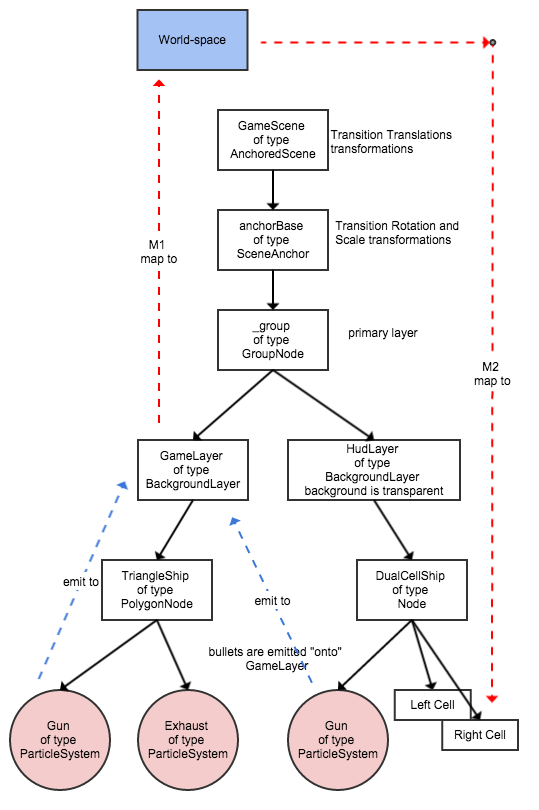 World-space
GameScene
of type
AnchoredScene
Transition Translations
transformations
anchorBase
of type
SceneAnchor
Transition Rotation and
Scale transformations
M1
map to
_group
of type
GroupNode
primary layer
M2
map to
GameLayer
of type
BackgroundLayer
HudLayer
of type
BackgroundLayer
background is transparent
emit to
TriangleShip
of type
PolygonNode
emit to
DualCellShip
of type
Node
bullets are emitted "onto"
GameLayer
Gun
of type
ParticleSystem
Exhaust
of type
ParticleSystem
Gun
of type
ParticleSystem
Left Cell
Right Cell